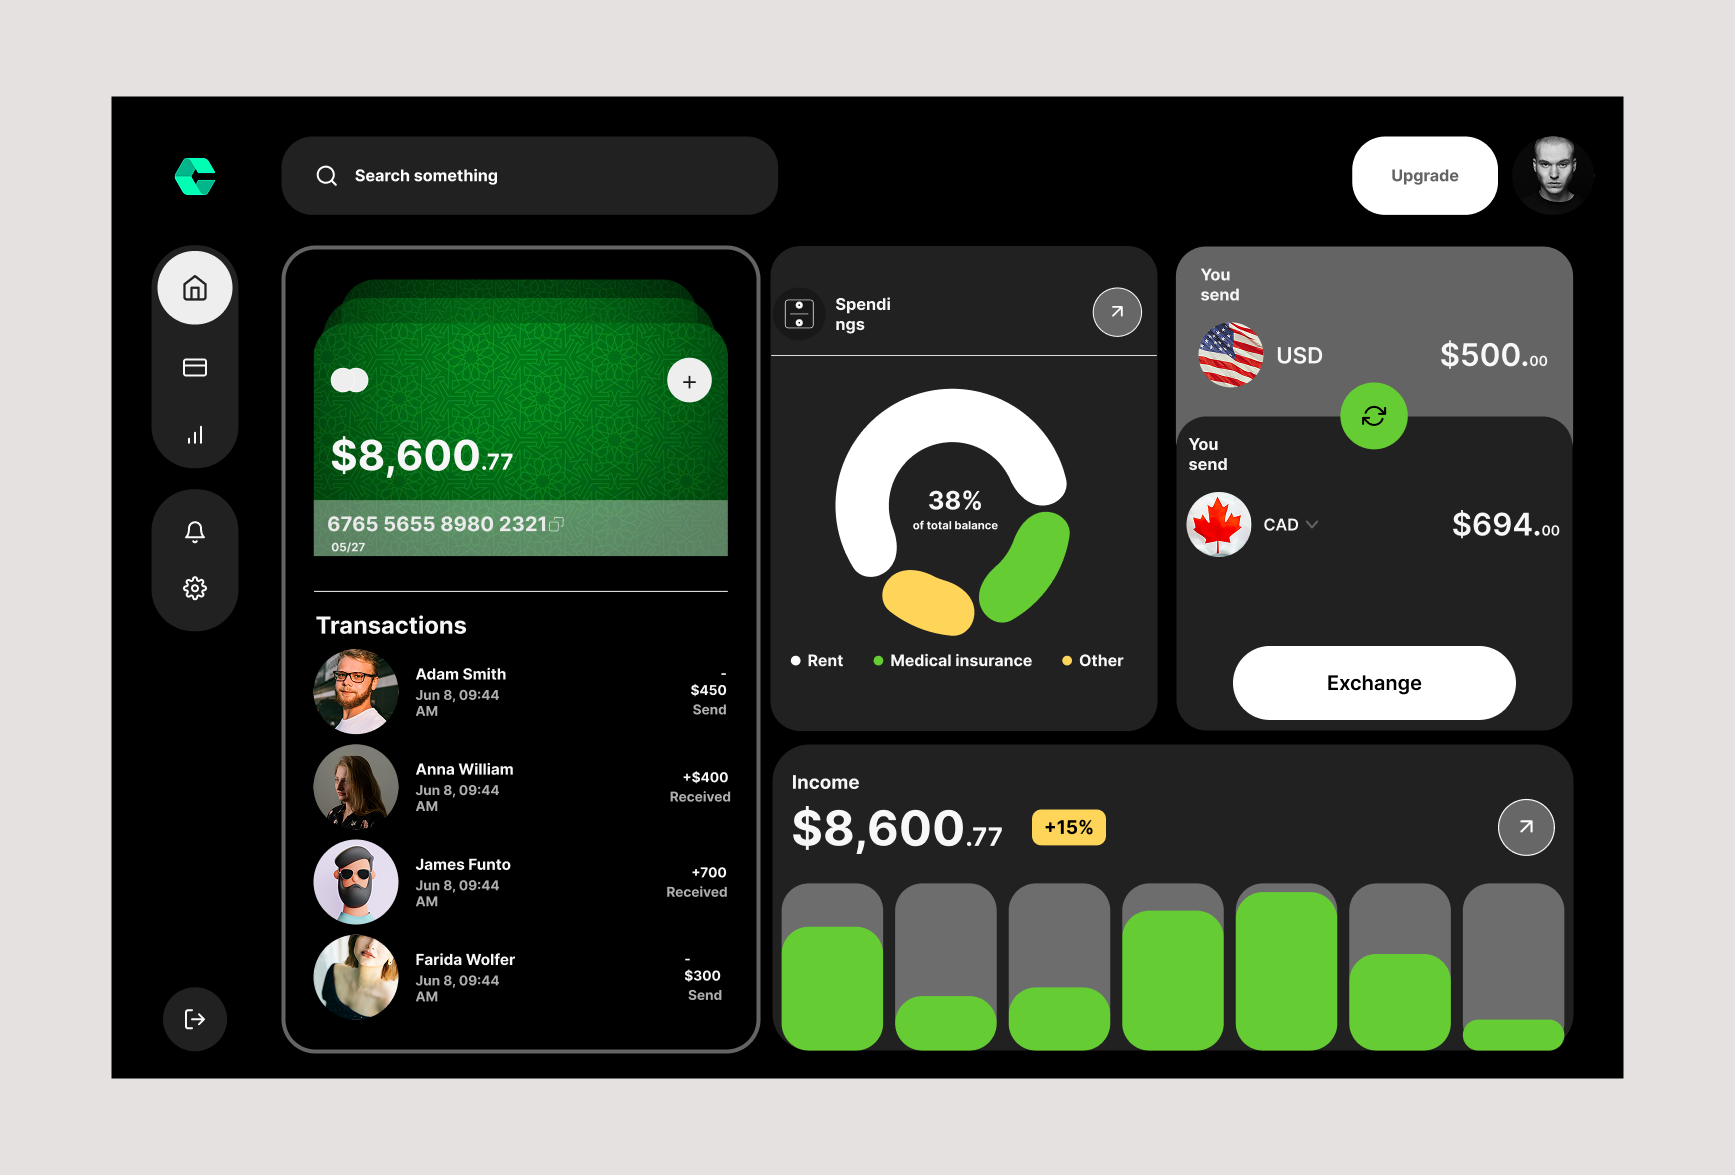 Search something
Upgrade
$8,600.77
6765 5655 8980 2321
05/27
Transactions
Adam Smith
Jun 8, 09:44
AM
-
$450
Send
Anna William
Jun 8, 09:44
AM
+$400
Received
James Funto
Jun 8, 09:44
AM
+700
Received
Farida Wolfer
Jun 8, 09:44
AM
-
$300
Send
Spendi
ngs
38%
of total balance
Rent
Medical insurance
Other
You
send
USD
$500.00
You
send
CAD
$694.00
Exchange
Income
$8,600.77
+15%